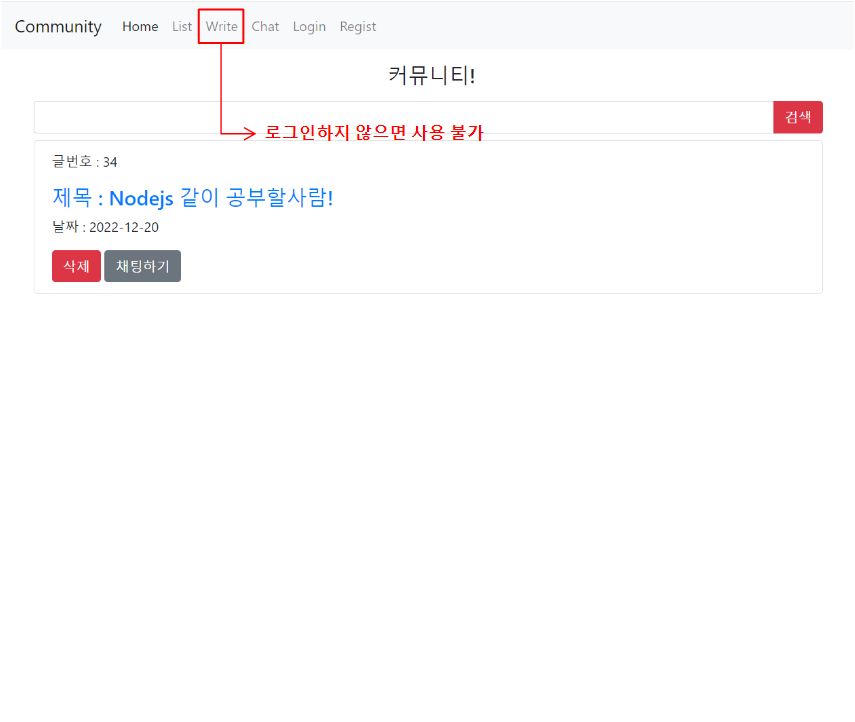 Community Home List Write Chat Login Regist
커뮤니티!
검색
로그인하지 않으면 사용 불가
글번호 : 34
제목 : Nodejs 같이 공부할사람!
날짜 : 2022-12-20
삭제 채팅하기